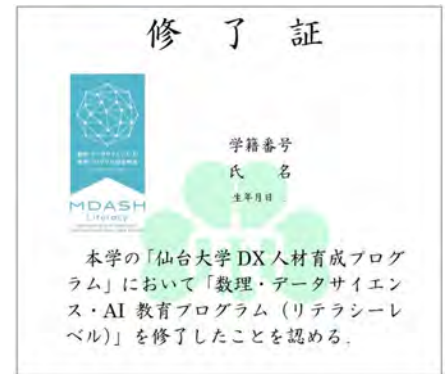 修了証
学籍番号
氏名
生年月日
MDASH
Literacy
本学の「仙台大学 DX 人材育成プログ
ラム」において「数理・データサイエン
ス・AI 教育プログラム（リテラシーレ
ベル）」を修了したことを認める.